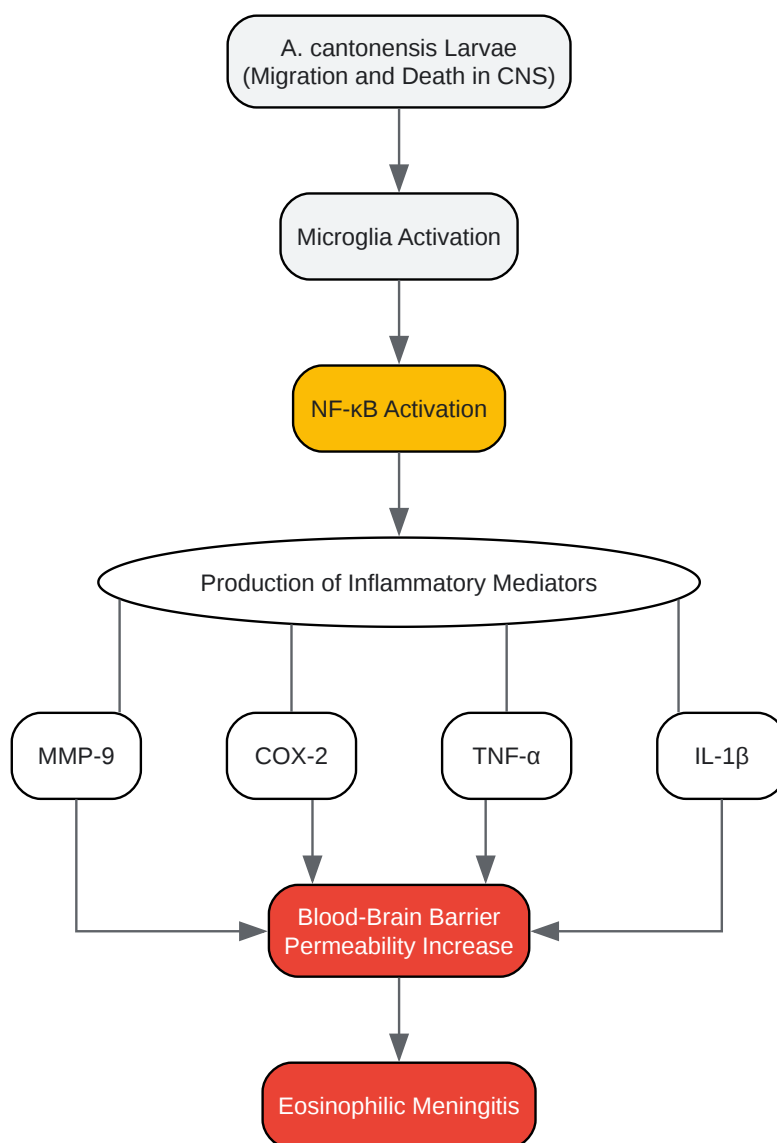 A. cantonensis Larvae
(Migration and Death in CNS)
Microglia Activation
NF-κB Activation
Production of Inflammatory Mediators
MMP-9
COX-2
TNF-α
IL-1β
Blood-Brain Barrier
Permeability Increase
Eosinophilic Meningitis